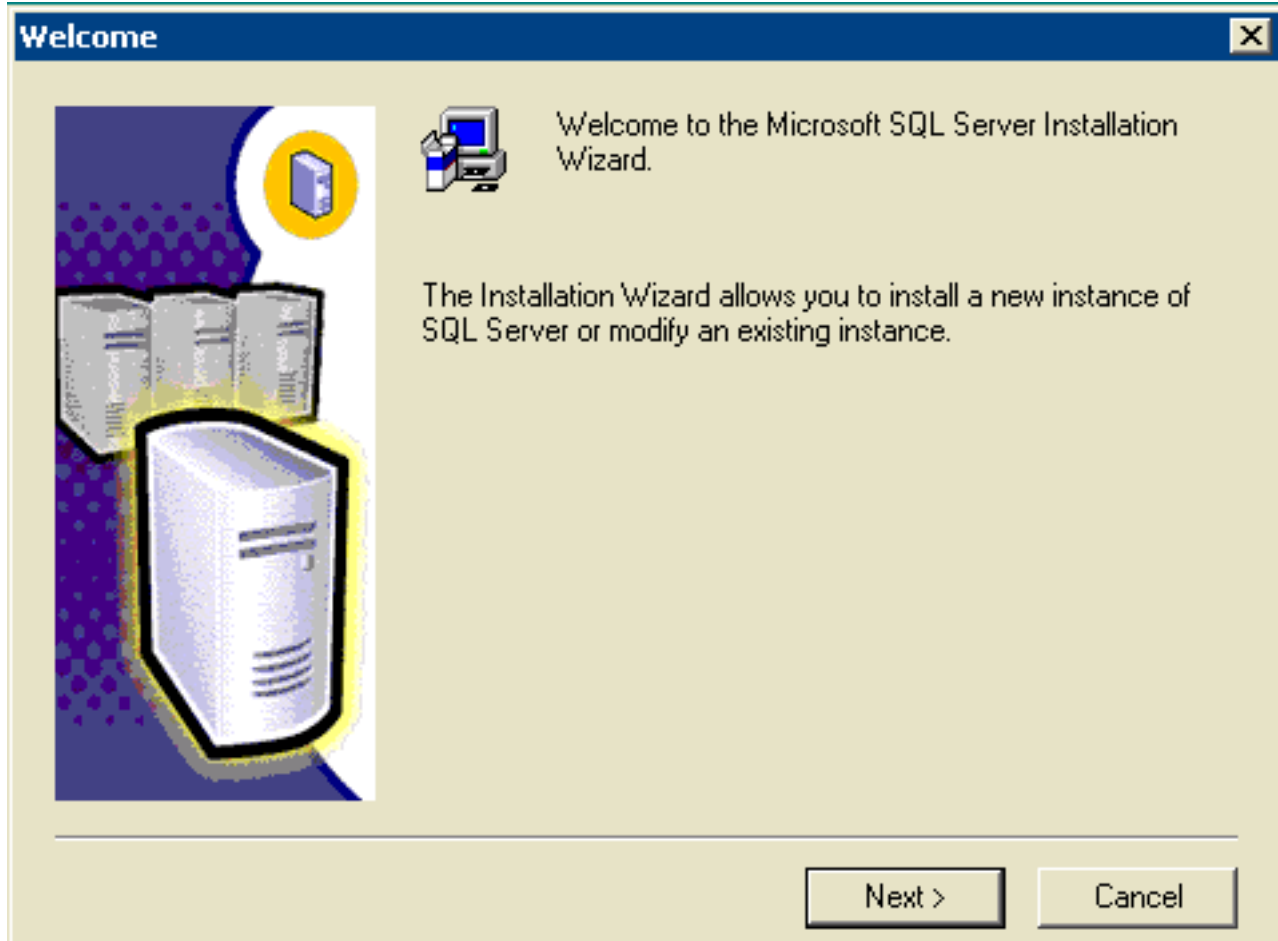 Welcome
Welcome to the Microsoft SQL Server Installation
Wizard.
The Installation Wizard allows you to install a new instance of
SQL Server or modify an existing instance.
Next >
Cancel